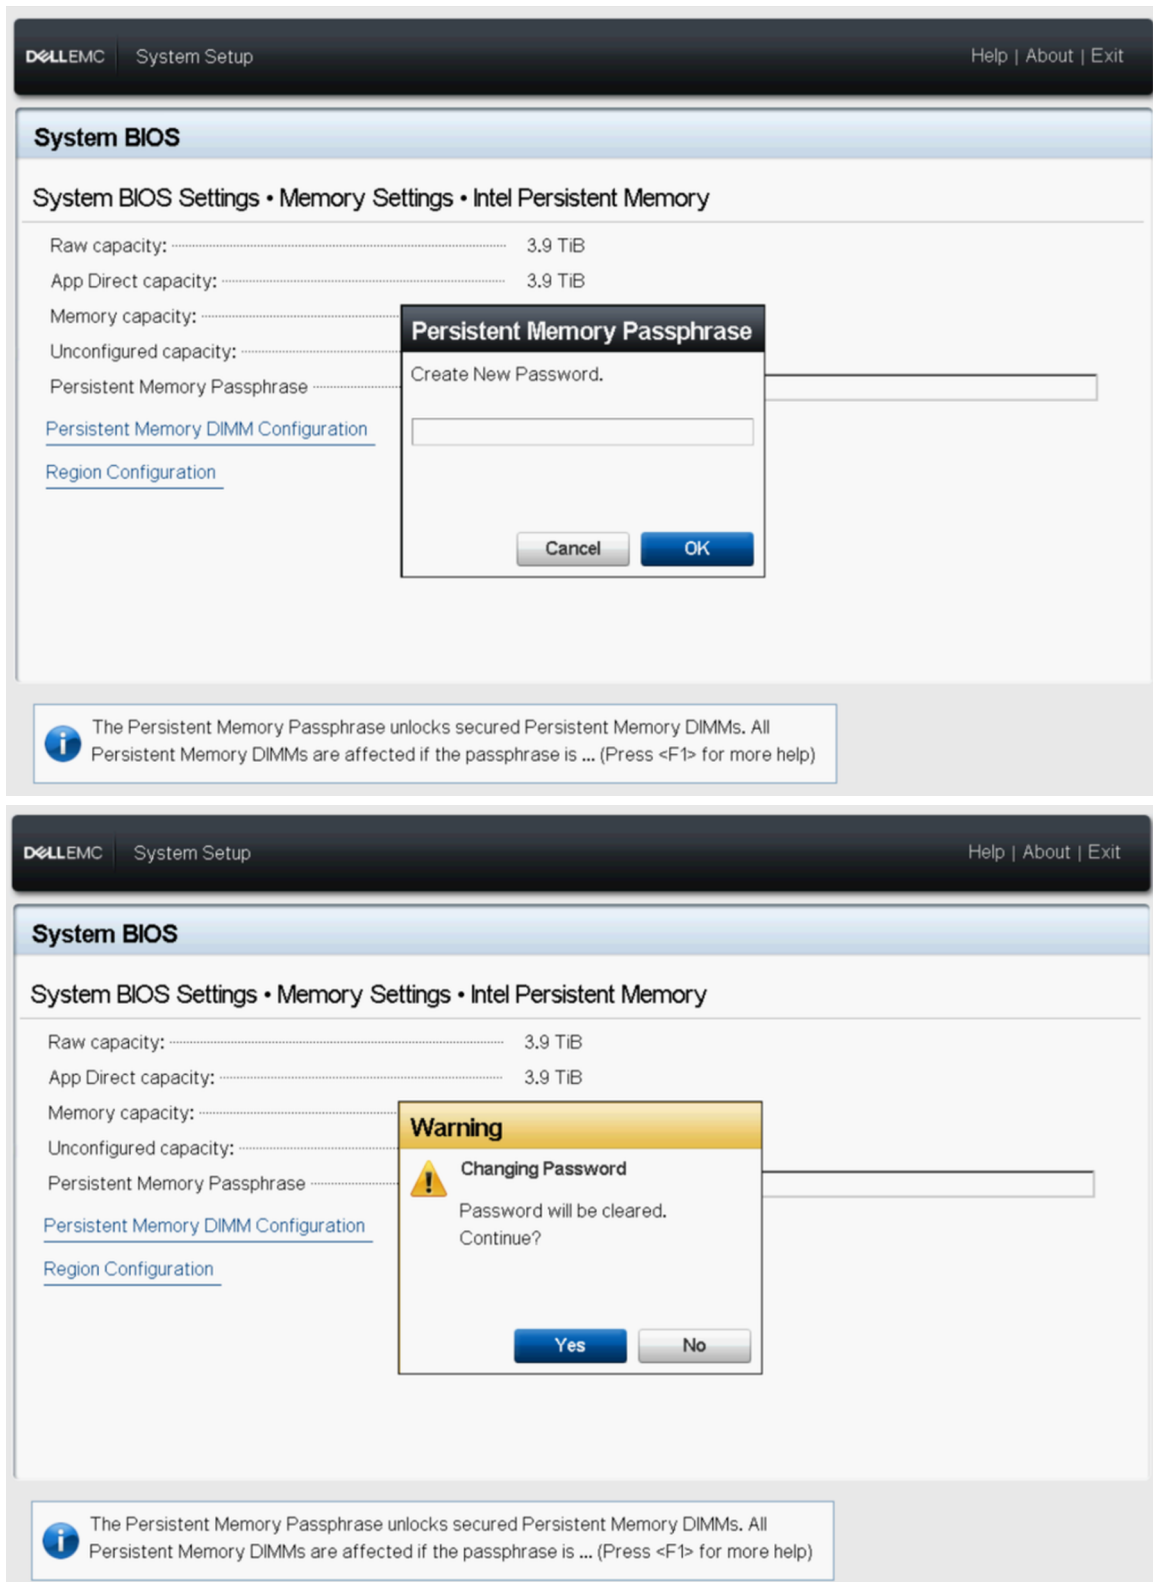 DELLEMC System Setup Help | About | Exit
System BIOS
System BIOS Settings • Memory Settings • Intel Persistent Memory
Raw capacity: 3.9 TiB
App Direct capacity: 3.9 TiB
Memory capacity:
Unconfigured capacity:
Persistent Memory Passphrase
Persistent Memory DIMM Configuration
Region Configuration
Persistent Memory Passphrase
Create New Password.
Cancel OK
The Persistent Memory Passphrase unlocks secured Persistent Memory DIMMs. All
Persistent Memory DIMMs are affected if the passphrase is ... (Press <F1> for more help)
DELLEMC System Setup Help | About | Exit
System BIOS
System BIOS Settings • Memory Settings • Intel Persistent Memory
Raw capacity: 3.9 TiB
App Direct capacity: 3.9 TiB
Memory capacity:
Unconfigured capacity:
Persistent Memory Passphrase
Persistent Memory DIMM Configuration
Region Configuration
Warning
Changing Password
Password will be cleared.
Continue?
Yes No
The Persistent Memory Passphrase unlocks secured Persistent Memory DIMMs. All
Persistent Memory DIMMs are affected if the passphrase is ... (Press <F1> for more help)